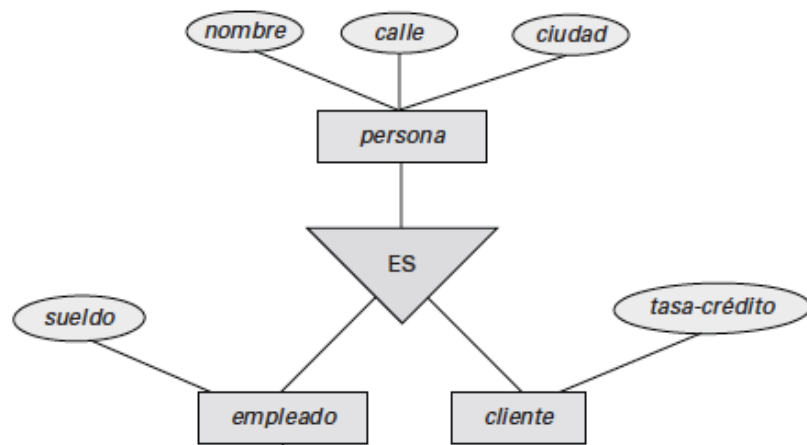 nombre
calle
ciudad
persona
ES
sueldo
tasa-crédito
empleado
cliente